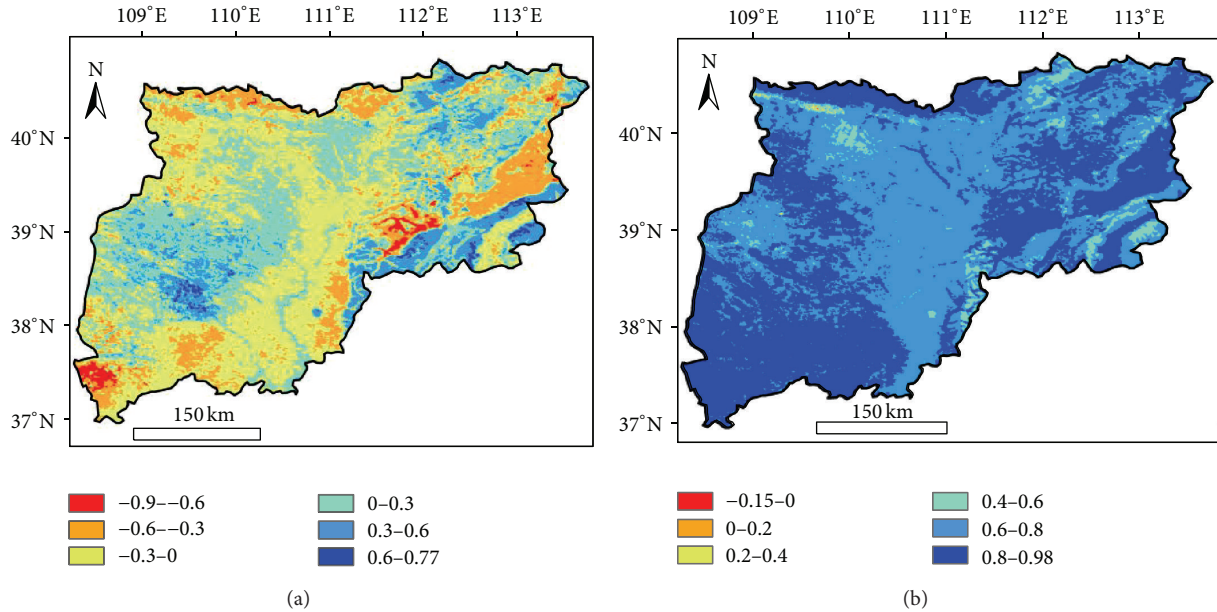 109°E 110°E 111°E 112°E 113°E
N
40°N
39°N
38°N
37°N
150 km
−0.9–−0.6
−0.6–−0.3
−0.3–0
0–0.3
0.3–0.6
0.6–0.77
(a)
109°E 110°E 111°E 112°E 113°E
N
40°N
39°N
38°N
37°N
150 km
−0.15–0
0–0.2
0.2–0.4
0.4–0.6
0.6–0.8
0.8–0.98
(b)